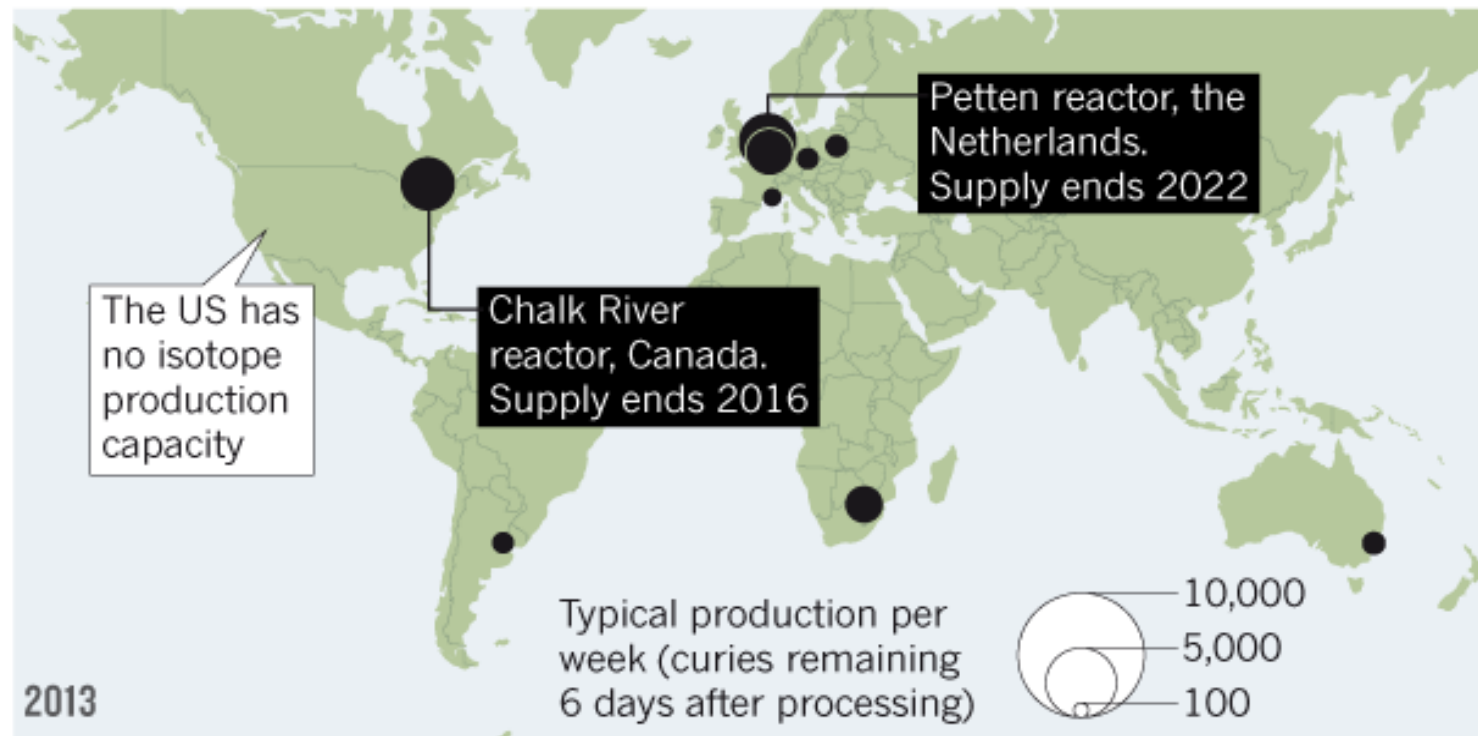 Petten reactor, the
Netherlands.
Supply ends 2022
The US has
no isotope
production
capacity
Chalk River
reactor, Canada.
Supply ends 2016
Typical production per
week (curies remaining
6 days after processing)
10,000
5,000
100
2013